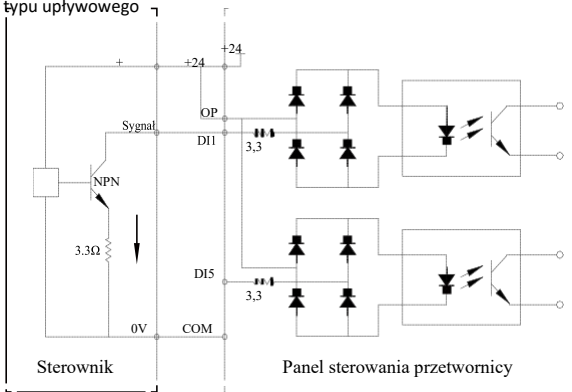 typu upływowego
+
+24
+24
OP
Sygnał
DI1
3,3
NPN
3.3Ω
DI5
3,3
0V
COM
Sterownik
Panel sterowania przetwornicy